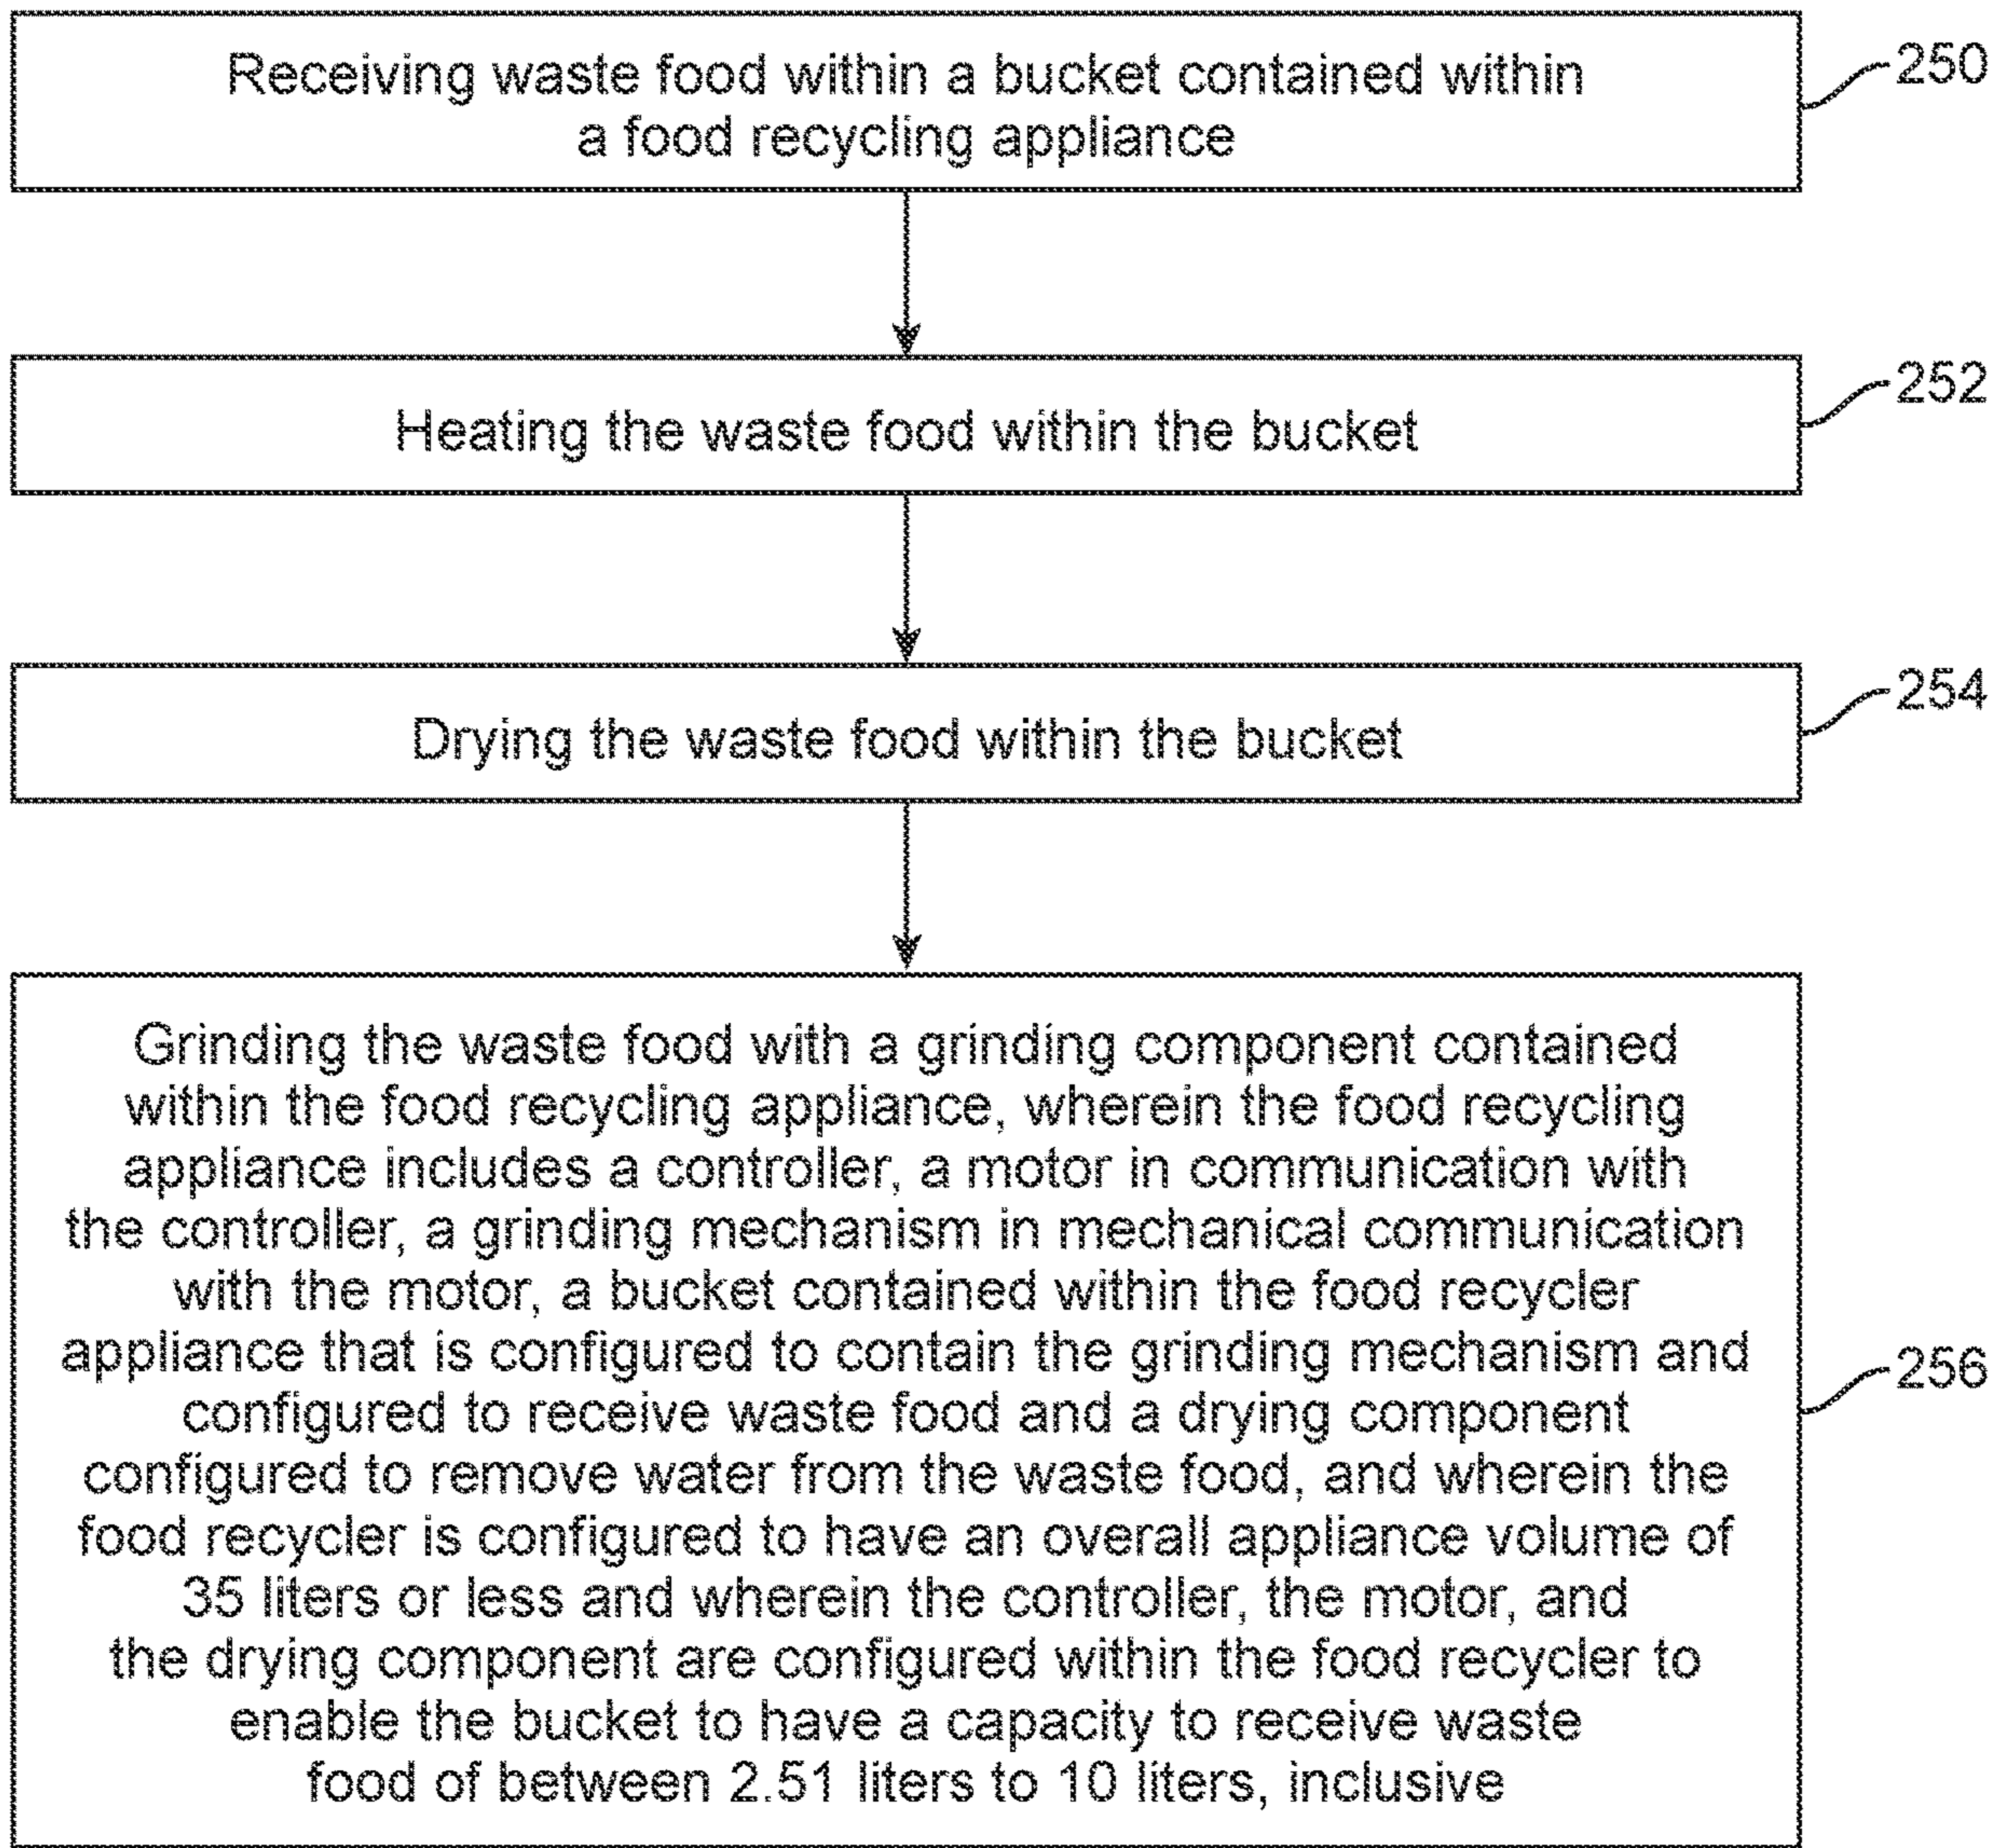 Receiving waste food within a bucket contained within
a food recycling appliance
250
Heating the waste food within the bucket
252
Drying the waste food within the bucket
254
Grinding the waste food with a grinding component contained
within the food recycling appliance, wherein the food recycling
appliance includes a controller, a motor in communication with
the controller, a grinding mechanism in mechanical communication
with the motor, a bucket contained within the food recycler
appliance that is configured to contain the grinding mechanism and
configured to receive waste food and a drying component
configured to remove water from the waste food, and wherein the
food recycler is configured to have an overall appliance volume of
35 liters or less and wherein the controller, the motor, and
the drying component are configured within the food recycler to
enable the bucket to have a capacity to receive waste
food of between 2.51 liters to 10 liters, inclusive
256